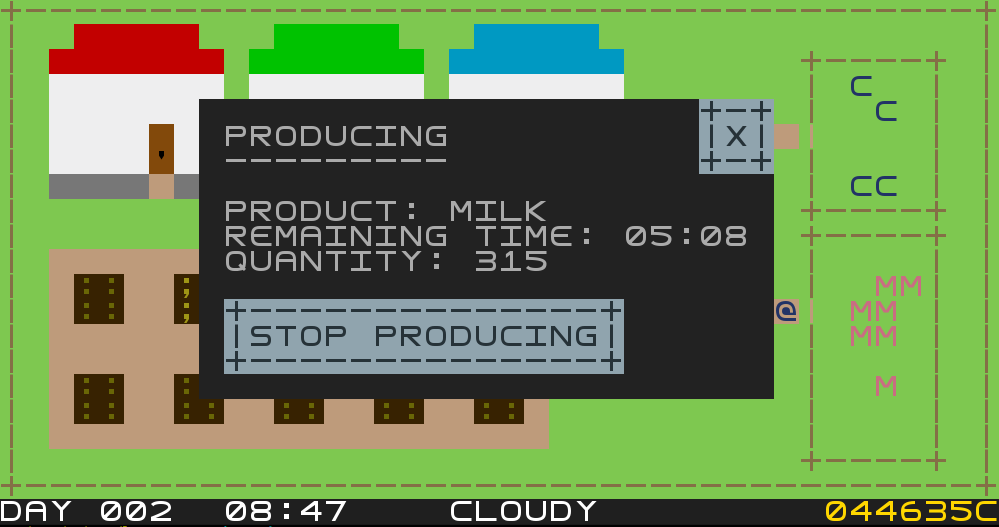 PRODUCING
X
PRODUCT: MILK
REMAINING TIME: 05:08
QUANTITY: 315
STOP PRODUCING
C
C
CC
MM
MM
@
MM
M
DAY 002 08:47 CLOUDY 044635C